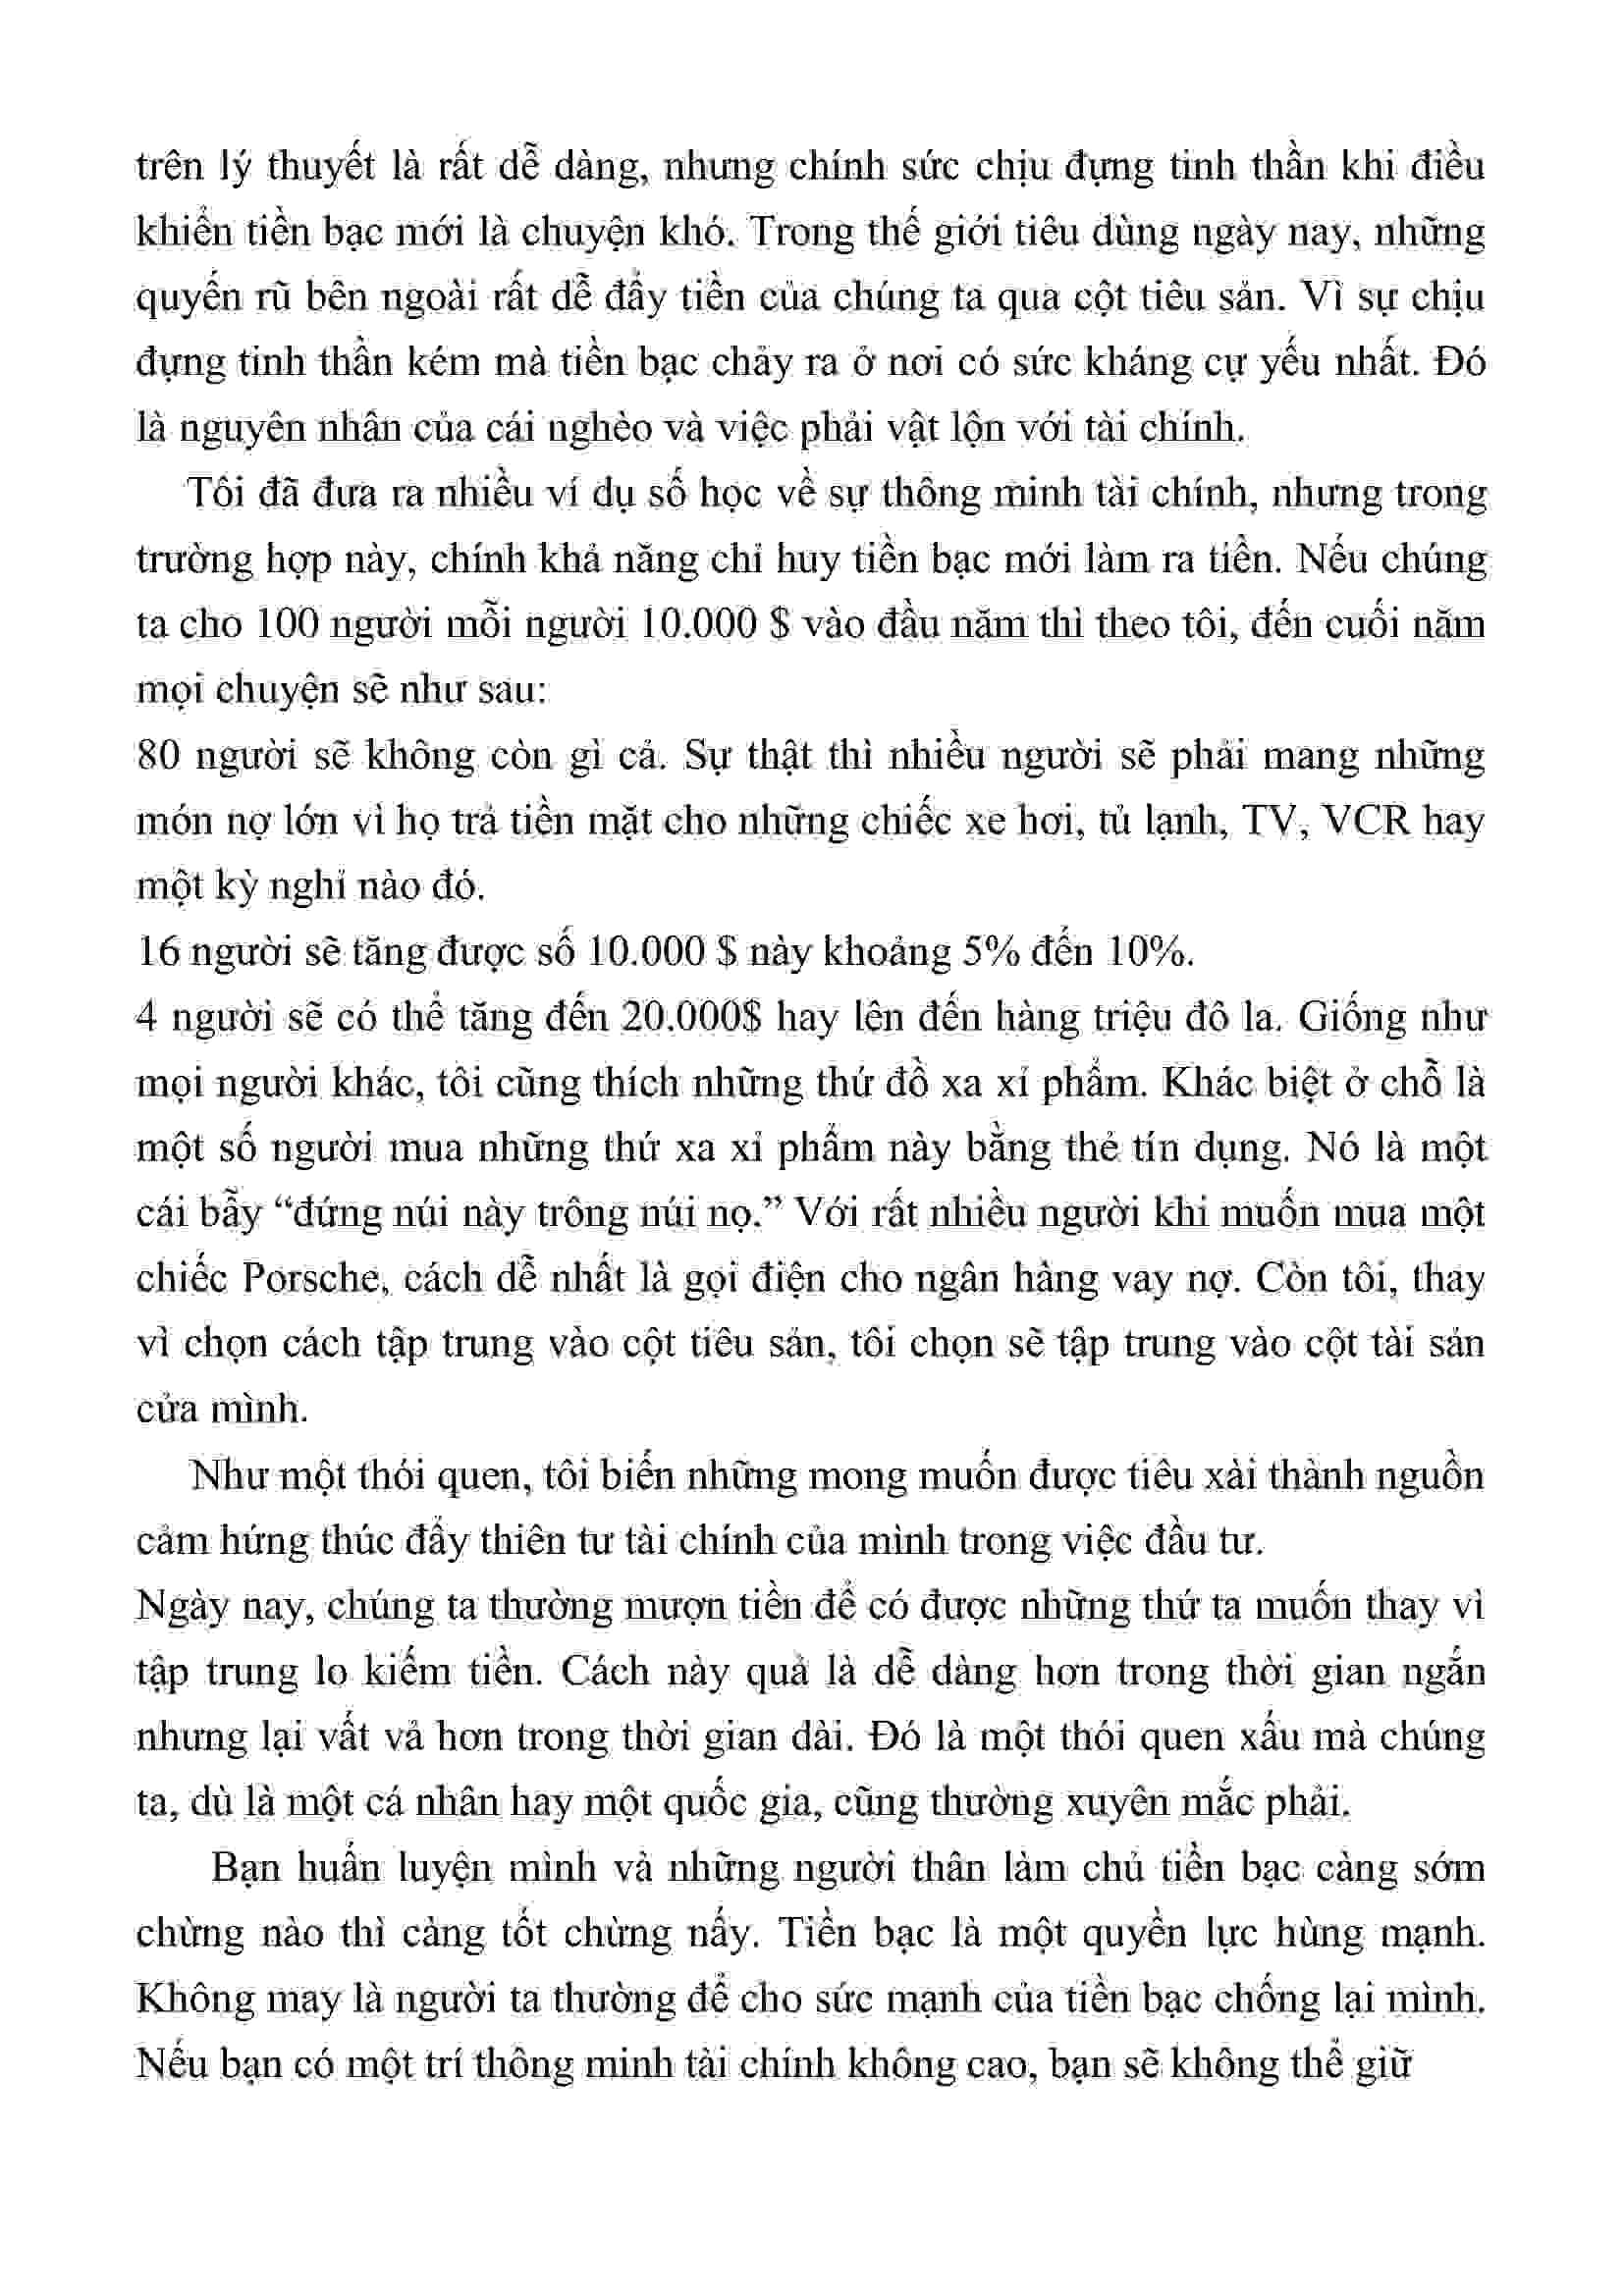 trên lý thuyết là rất dễ dàng, nhưng chính sức chịu đựng tinh thần khi điều
khiển tiền bạc mới là chuyện khó. Trong thế giới tiêu dùng ngày nay, những
quyến rũ bên ngoài rất dễ đẩy tiền của chúng ta qua cột tiêu sản. Vì sự chịu
đựng tinh thần kém mà tiền bạc chảy ra ở nơi có sức kháng cự yếu nhất. Đó
là nguyên nhân của cái nghèo và việc phải vật lộn với tài chính.
Tôi đã đưa ra nhiều ví dụ số học về sự thông minh tài chính, nhưng trong
trường hợp này, chính khả năng chỉ huy tiền bạc mới làm ra tiền. Nếu chúng
ta cho 100 người mỗi người 10.000 $ vào đầu năm thì theo tôi, đến cuối năm
mọi chuyện sẽ như sau:
80 người sẽ không còn gì cả. Sự thật thì nhiều người sẽ phải mang những
món nợ lớn vì họ trả tiền mặt cho những chiếc xe hơi, tủ lạnh, TV, VCR hay
một kỳ nghỉ nào đó.
16 người sẽ tăng được số 10.000 $ này khoảng 5% đến 10%.
4 người sẽ có thể tăng đến 20.000$ hay lên đến hàng triệu đô la. Giống như
mọi người khác, tôi cũng thích những thứ đồ xa xỉ phẩm. Khác biệt ở chỗ là
một số người mua những thứ xa xỉ phẩm này bằng thẻ tín dụng. Nó là một
cái bẫy “đứng núi này trông núi nọ.” Với rất nhiều người khi muốn mua một
chiếc Porsche, cách dễ nhất là gọi điện cho ngân hàng vay nợ. Còn tôi, thay
vì chọn cách tập trung vào cột tiêu sản, tôi chọn sẽ tập trung vào cột tài sản
cửa mình.
Như một thói quen, tôi biến những mong muốn được tiêu xài thành nguồn
cảm hứng thúc đẩy thiên tư tài chính của mình trong việc đầu tư.
Ngày nay, chúng ta thường mượn tiền để có được những thứ ta muốn thay vì
tập trung lo kiếm tiền. Cách này quả là dễ dàng hơn trong thời gian ngắn
nhưng lại vất vả hơn trong thời gian dài. Đó là một thói quen xấu mà chúng
ta, dù là một cá nhân hay một quốc gia, cũng thường xuyên mắc phải.
Bạn huấn luyện mình và những người thân làm chủ tiền bạc càng sớm
chừng nào thì càng tốt chừng nấy. Tiền bạc là một quyền lực hùng mạnh.
Không may là người ta thường để cho sức mạnh của tiền bạc chống lại mình.
Nếu bạn có một trí thông minh tài chính không cao, bạn sẽ không thể giữ